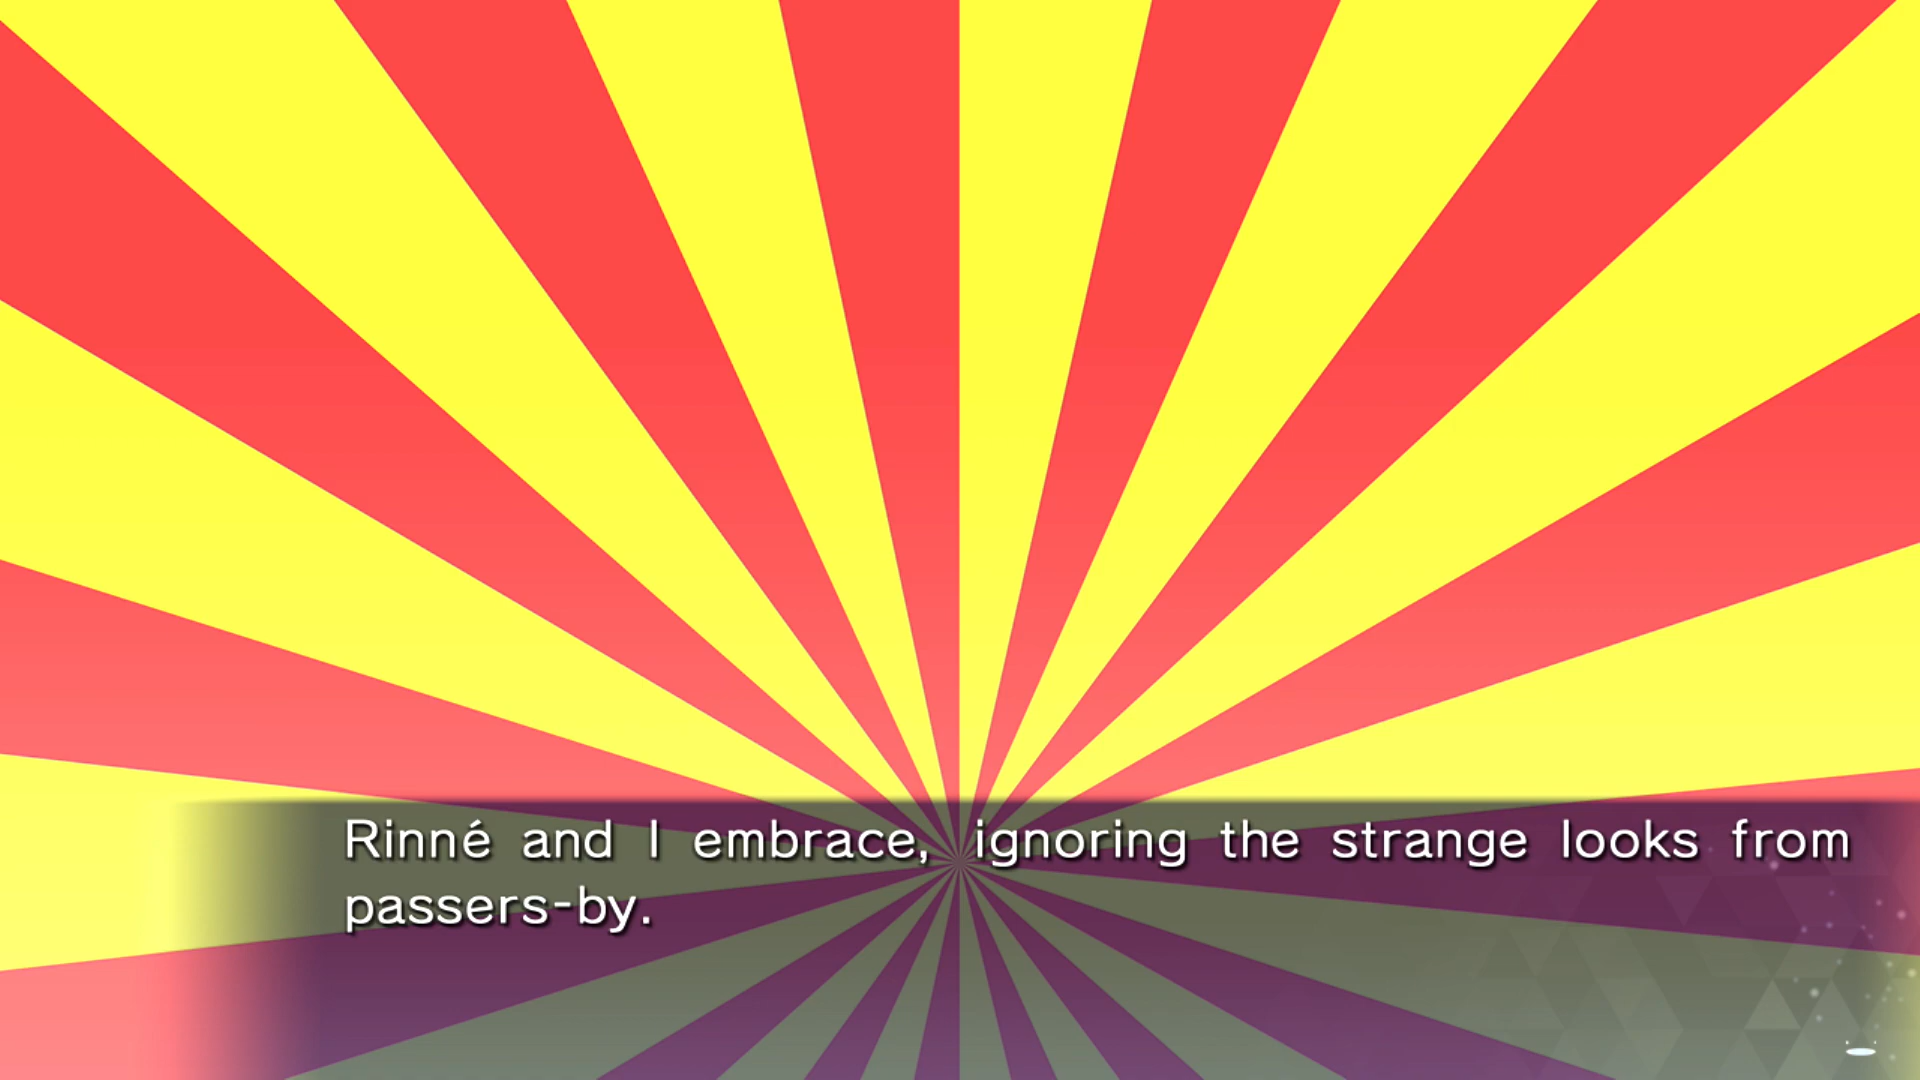 Rinné and I embrace, ignoring the strange looks from
passers-by.